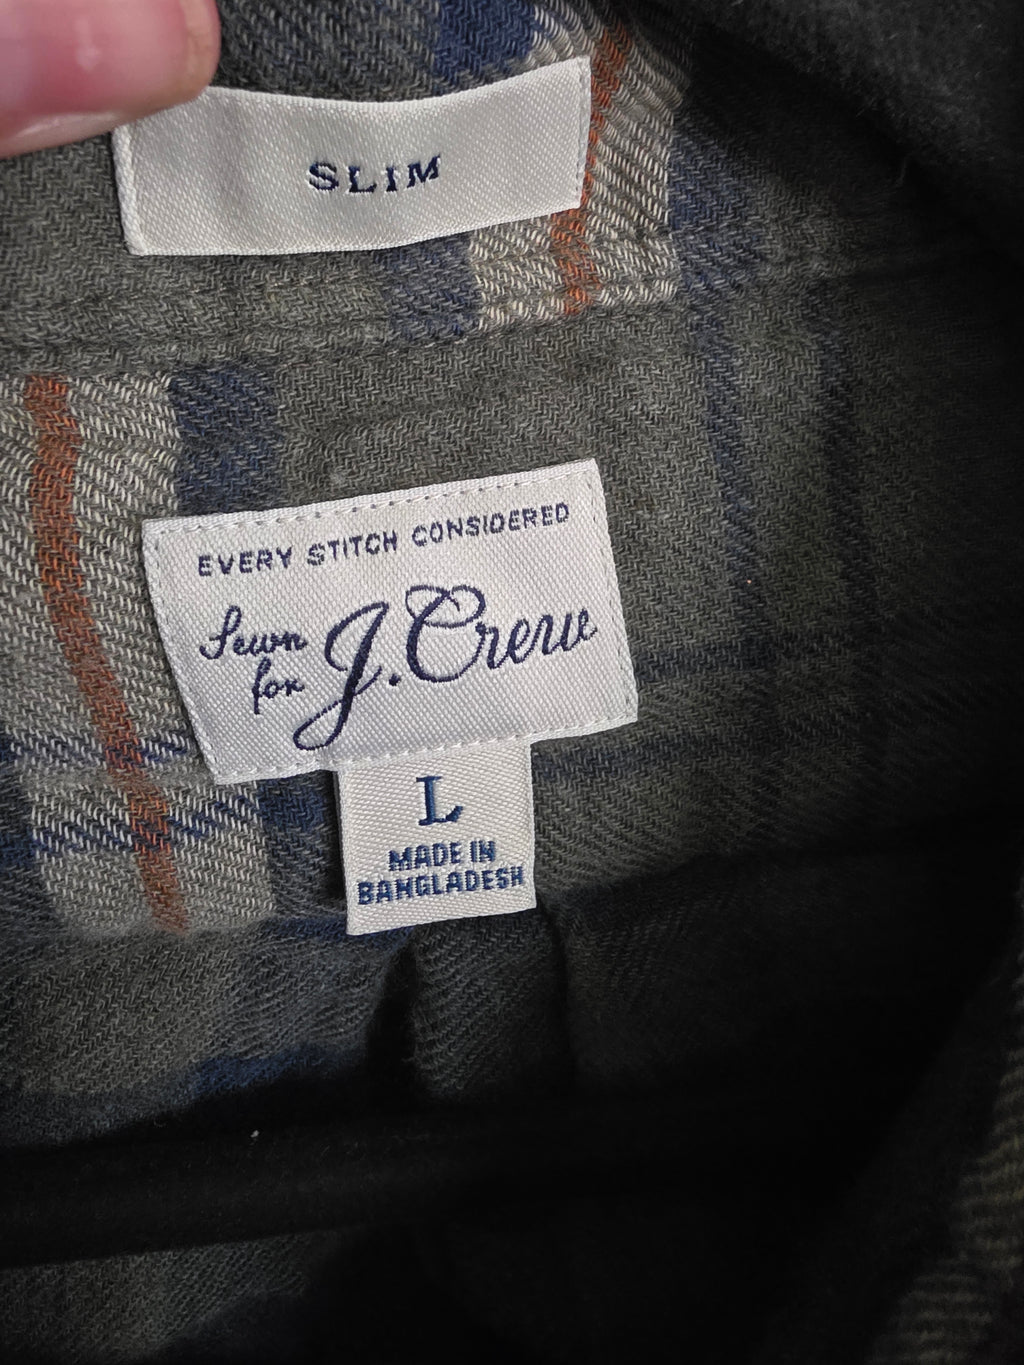 SLIM
EVERY STITCH CONSIDERED
Sewn
for J.Crew
L
MADE IN
BANGLADESH